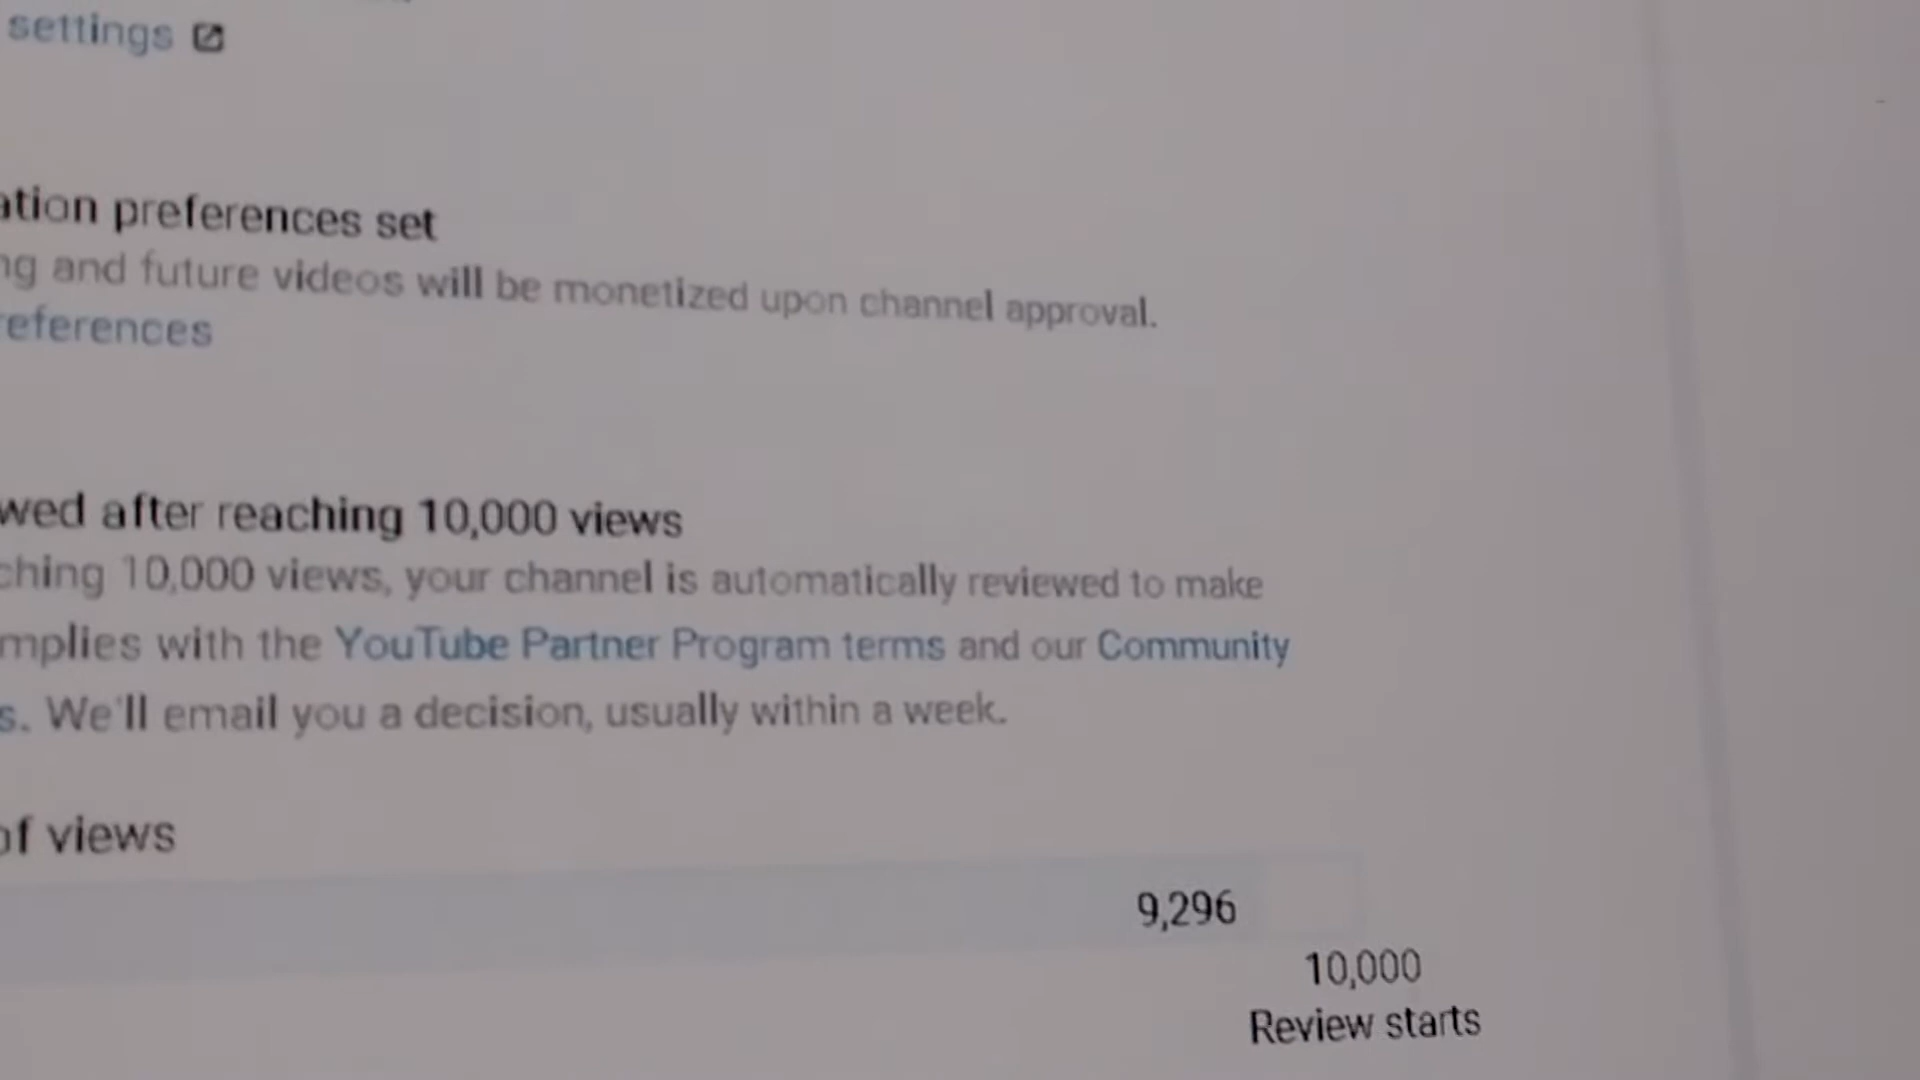 settings
ation preferences set
ng and future videos will be monetized upon channel approval.
references
wed after reaching 10,000 views
ching 10,000 views, your channel is automatically reviewed to make
mplies with the YouTube Partner Program terms and our Community
s. We'll email you a decision, usually within a week.
of views
9,296
10,000
Review starts